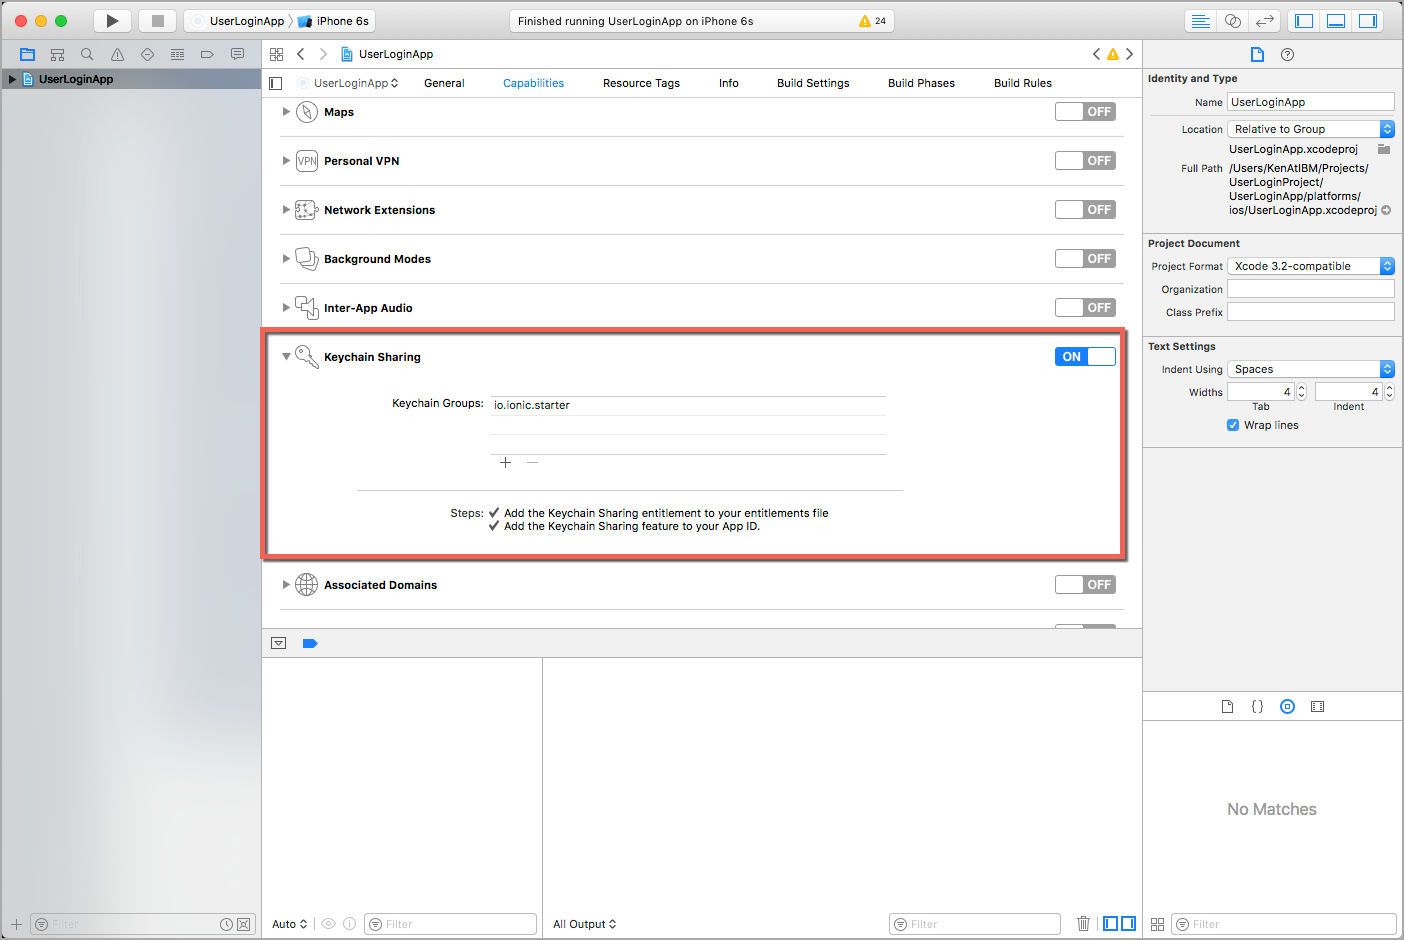 UserLoginApp
iPhone 6s
Finished running UserLoginApp on iPhone 6s
24
UserLoginApp
UserLoginApp
UserLoginApp
General
Capabilities
Resource Tags
Info
Build Settings
Build Phases
Build Rules
Maps
OFF
VPN
Personal VPN
OFF
Network Extensions
OFF
Background Modes
OFF
Inter-App Audio
OFF
Keychain Sharing
ON
Keychain Groups: io.ionic.starter
Steps: Add the Keychain Sharing entitlement to your entitlements file
Add the Keychain Sharing feature to your App ID.
Associated Domains
OFF
Filter
Auto
Filter
All Output
Filter
Identity and Type
Name UserLoginApp
Location Relative to Group
UserLoginApp.xcodeproj
Full Path /Users/KenAtIBM/Projects/
UserLoginProject/
UserLoginApp/platforms/
ios/UserLoginApp.xcodeproj
Project Document
Project Format Xcode 3.2-compatible
Organization
Class Prefix
Text Settings
Indent Using Spaces
Widths 4 4
Tab Indent
Wrap lines
No Matches
Filter